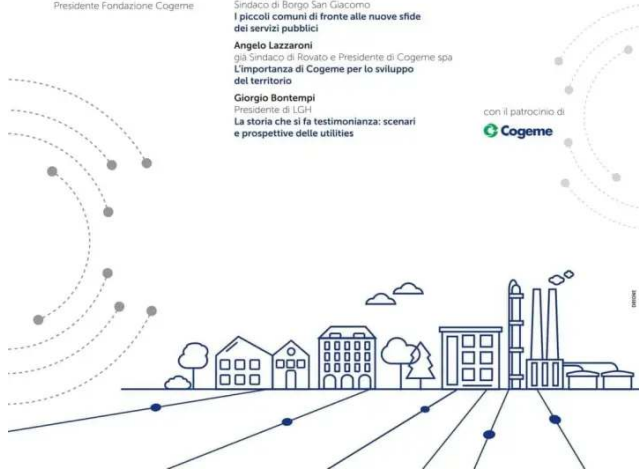 Presidente Fondazione Cogeme
Sindaco di Borgo San Giacomo
I piccoli comuni di fronte alle nuove sfide
dei servizi pubblici
Angelo Lazzaroni
già Sindaco di Rovato e Presidente di Cogeme spa
L'importanza di Cogeme per lo sviluppo
del territorio
Giorgio Bontempi
Presidente di LGH
La storia che si fa testimonianza: scenari
e prospettive delle utilities
con il patrocinio di
Cogeme